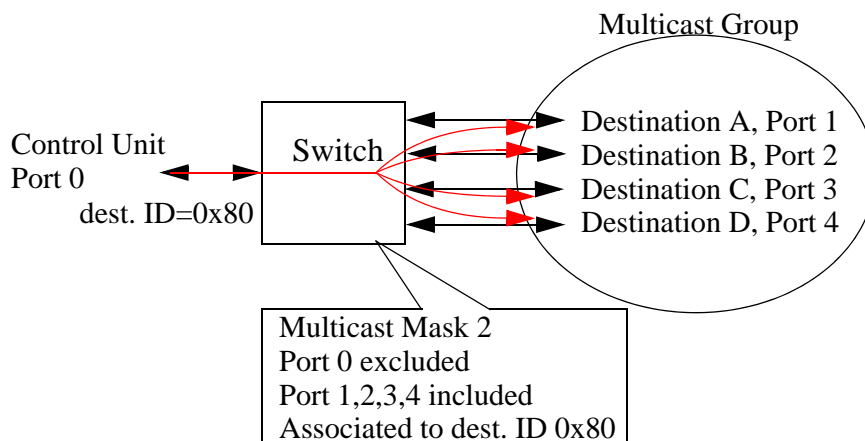 Multicast Group
Control Unit
Port 0
dest. ID=0x80
Switch
Destination A, Port 1
Destination B, Port 2
Destination C, Port 3
Destination D, Port 4
Multicast Mask 2
Port 0 excluded
Port 1,2,3,4 included
Associated to dest. ID 0x80